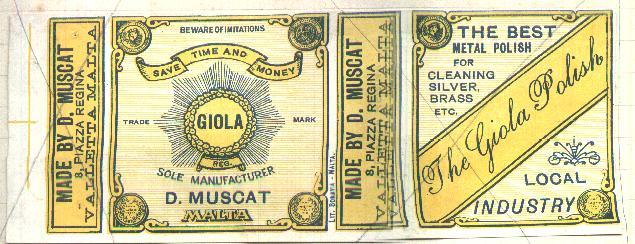 MADE BY D. MUSCAT
8, PIAZZA REGINA
VALLETTA MALTA
BEWARE OF IMITATIONS
SAVE TIME AND MONEY
TRADE MARK
GIOLA
REG.
SOLE MANUFACTURER
D. MUSCAT
MALTA
MADE BY D. MUSCAT
8, PIAZZA REGINA
VALLETTA MALTA
THE BEST
METAL POLISH
FOR
CLEANING
SILVER,
BRASS
ETC.
The Giola Polish
LOCAL
INDUSTRY